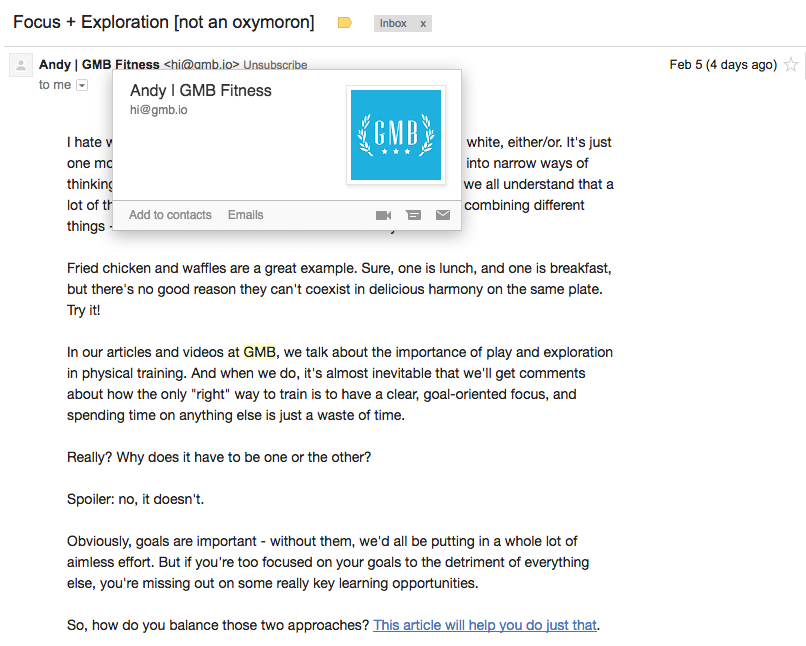 Focus + Exploration [not an oxymoron]
Inbox x
Andy | GMB Fitness <hi@gmb.io> Unsubscribe
Feb 5 (4 days ago)
to me
Andy | GMB Fitness
hi@gmb.io
GMB
Add to contacts Emails
I hate white, either/or. It's just
one into narrow ways of
thinking we all understand that a
lot of combining different
things -
Fried chicken and waffles are a great example. Sure, one is lunch, and one is breakfast,
but there's no good reason they can't coexist in delicious harmony on the same plate.
Try it!
In our articles and videos at GMB, we talk about the importance of play and exploration
in physical training. And when we do, it's almost inevitable that we'll get comments
about how the only "right" way to train is to have a clear, goal-oriented focus, and
spending time on anything else is just a waste of time.
Really? Why does it have to be one or the other?
Spoiler: no, it doesn't.
Obviously, goals are important - without them, we'd all be putting in a whole lot of
aimless effort. But if you're too focused on your goals to the detriment of everything
else, you're missing out on some really key learning opportunities.
So, how do you balance those two approaches? This article will help you do just that.